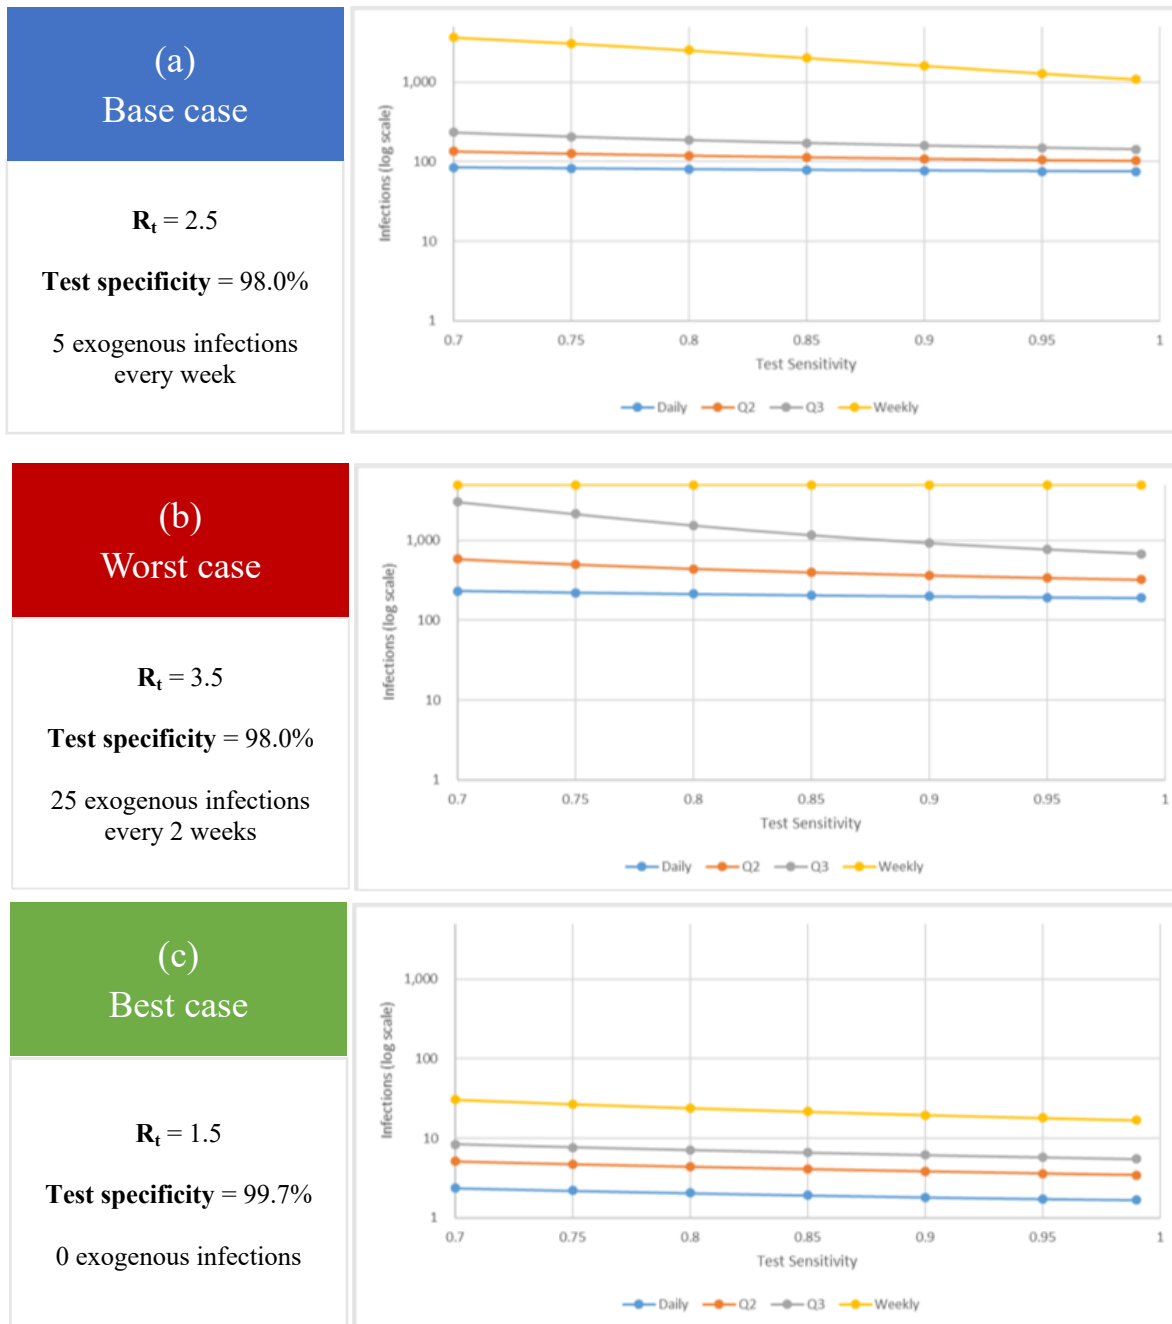 (a)
Base case
R_t = 2.5
Test specificity = 98.0%
5 exogenous infections
every week
Infections (log scale)
1,000
100
10
1
0.7 0.75 0.8 0.85 0.9 0.95 1
Test Sensitivity
Daily Q2 Q3 Weekly
(b)
Worst case
R_t = 3.5
Test specificity = 98.0%
25 exogenous infections
every 2 weeks
Infections (log scale)
1,000
100
10
1
0.7 0.75 0.8 0.85 0.9 0.95 1
Test Sensitivity
Daily Q2 Q3 Weekly
(c)
Best case
R_t = 1.5
Test specificity = 99.7%
0 exogenous infections
Infections (log scale)
1,000
100
10
1
0.7 0.75 0.8 0.85 0.9 0.95 1
Test Sensitivity
Daily Q2 Q3 Weekly